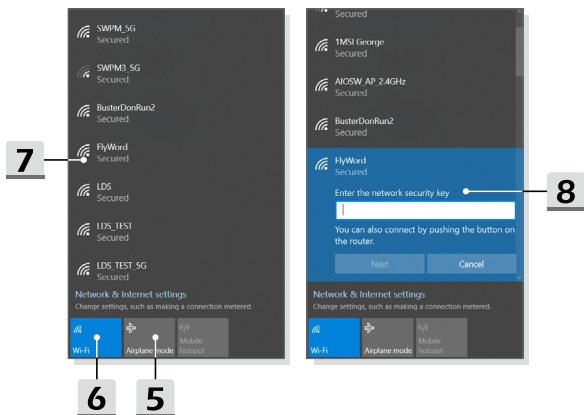 SWPM_5G
Secured
SWPM3_5G
Secured
BusterDonRun2
Secured
7
FlyWord
Secured
LDS
Secured
LDS_TEST
Secured
LDS_TEST_5G
Secured
Network & Internet settings
Change settings, such as making a connection metered.
Wi-Fi
Airplane mode
Mobile
hotspot
6
5
Secured
1MSI George
Secured
AIOSW_AP_2.4GHz
Secured
BusterDonRun2
Secured
FlyWord
Secured
Enter the network security key
8
You can also connect by pushing the button on
the router.
Next
Cancel
Network & Internet settings
Change settings, such as making a connection metered.
Wi-Fi
Airplane mode
Mobile
hotspot